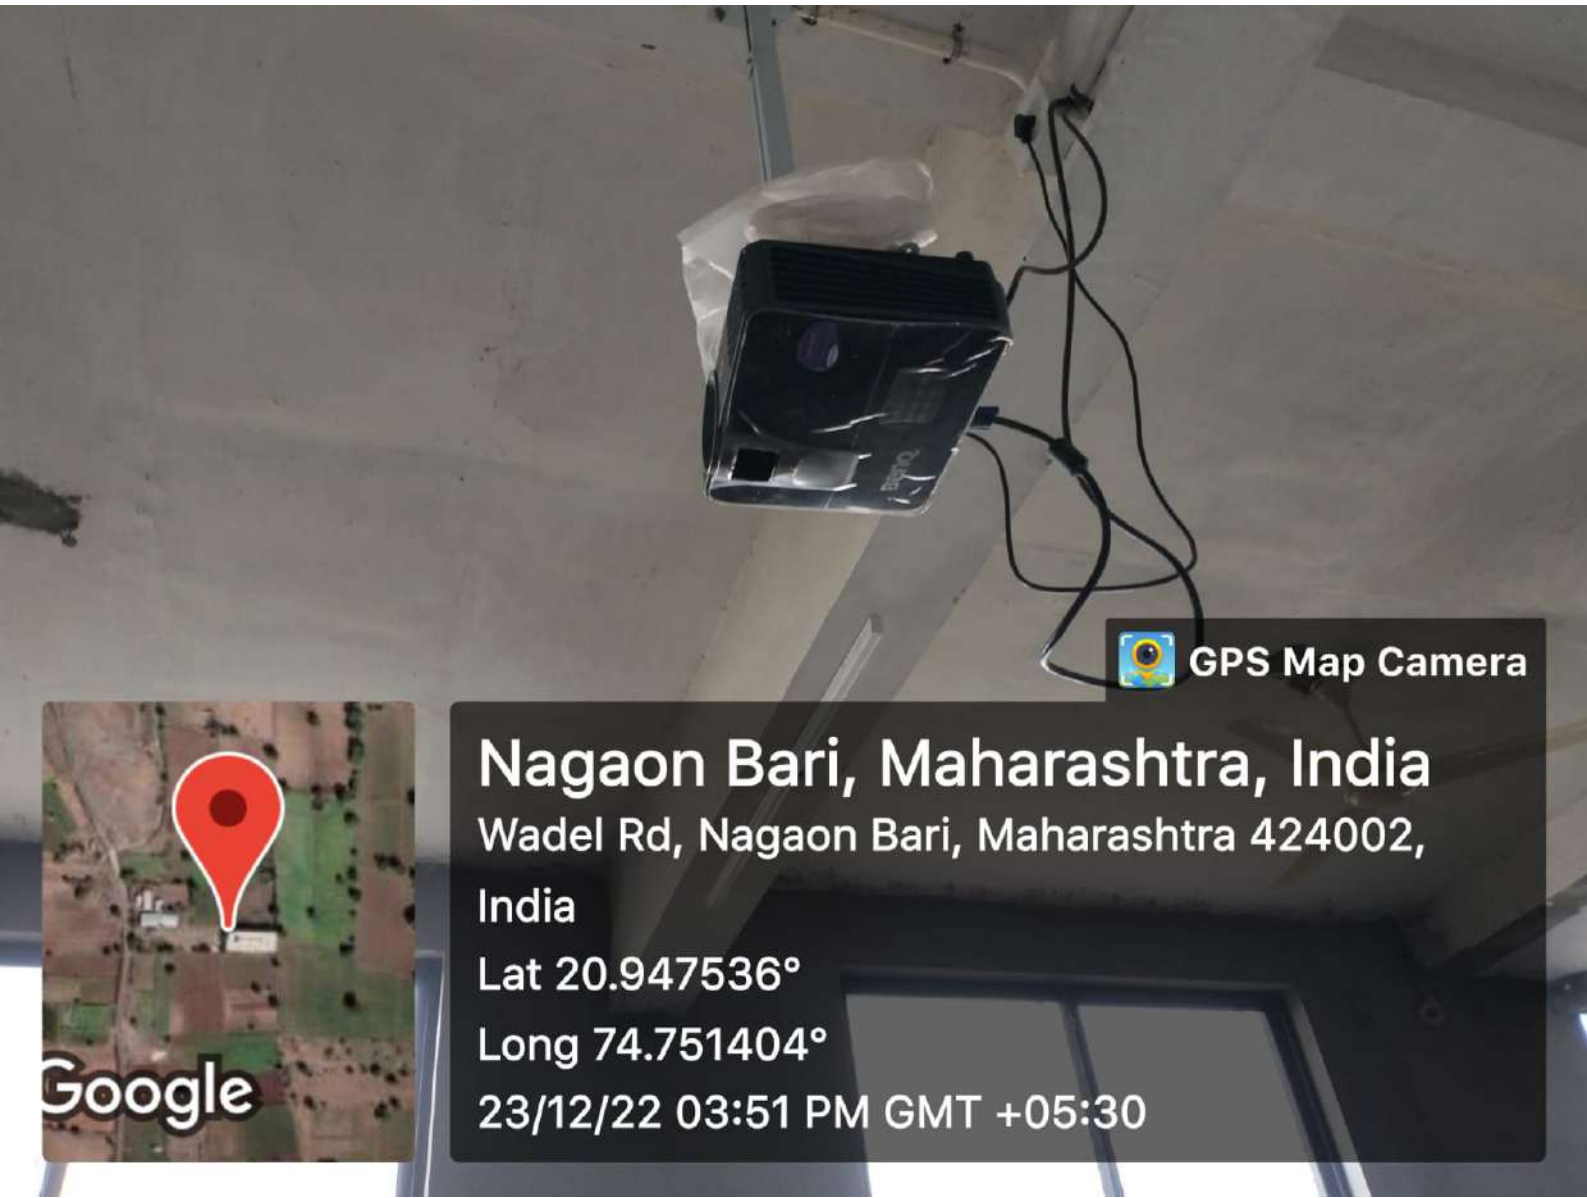 BenQ
GPS Map Camera
Nagaon Bari, Maharashtra, India
Wadel Rd, Nagaon Bari, Maharashtra 424002,
India
Lat 20.947536°
Long 74.751404°
23/12/22 03:51 PM GMT +05:30
Google